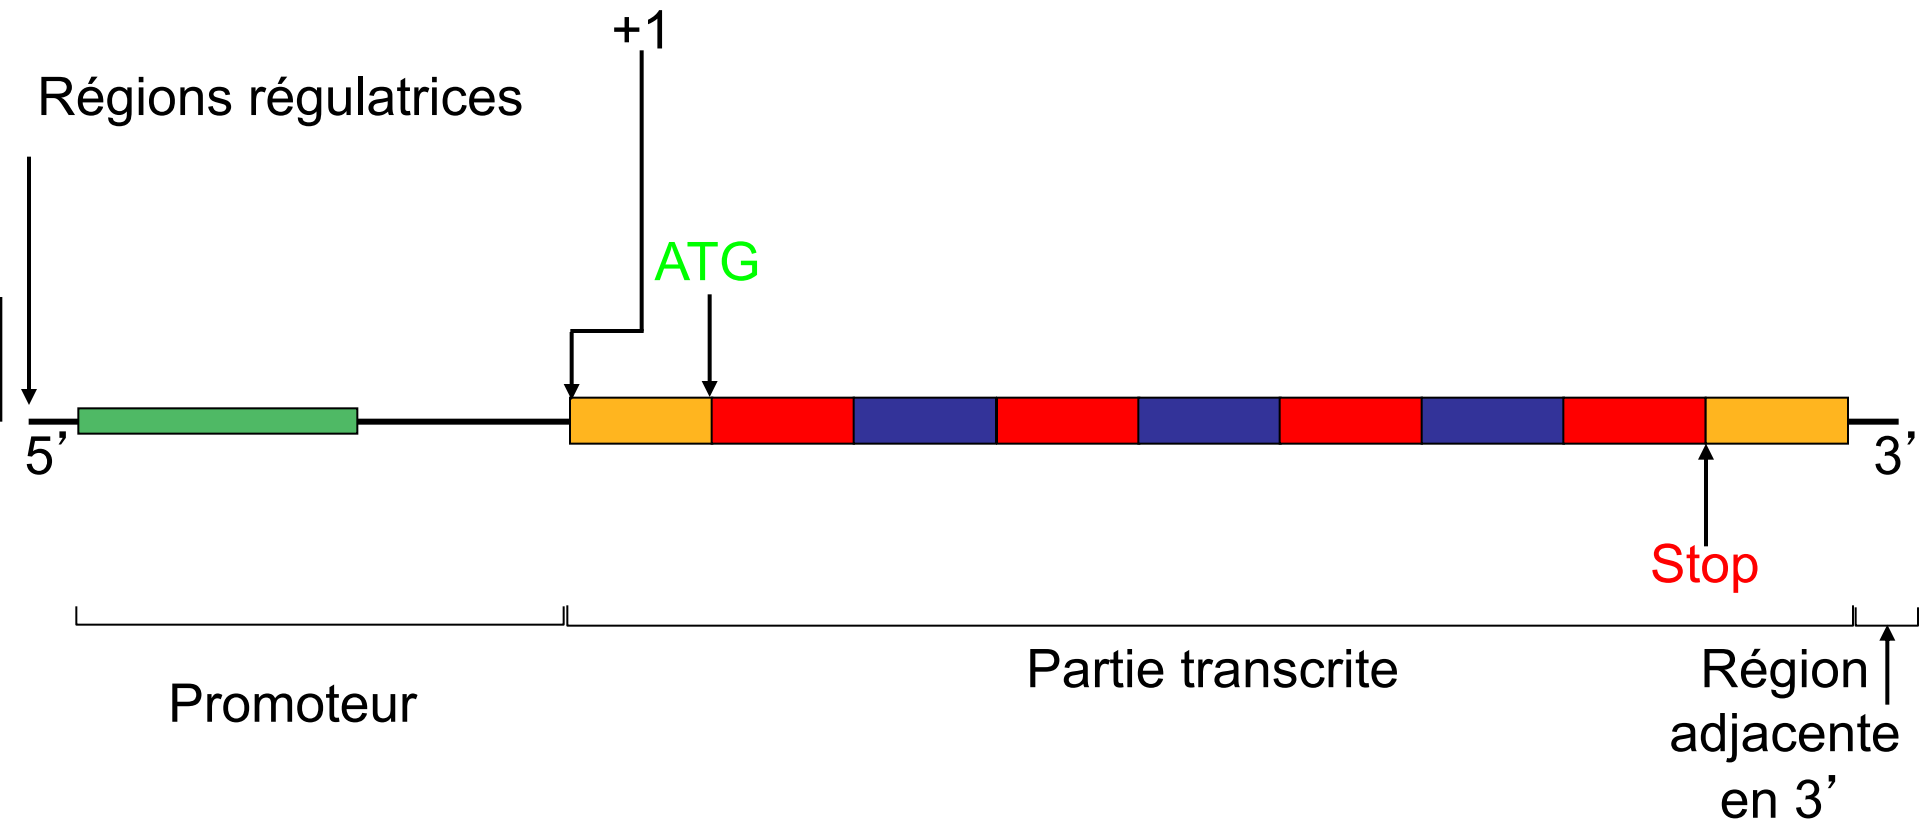 +1
Régions régulatrices
ATG
5’
3’
Stop
Partie transcrite
Promoteur
Région
adjacente
en 3’